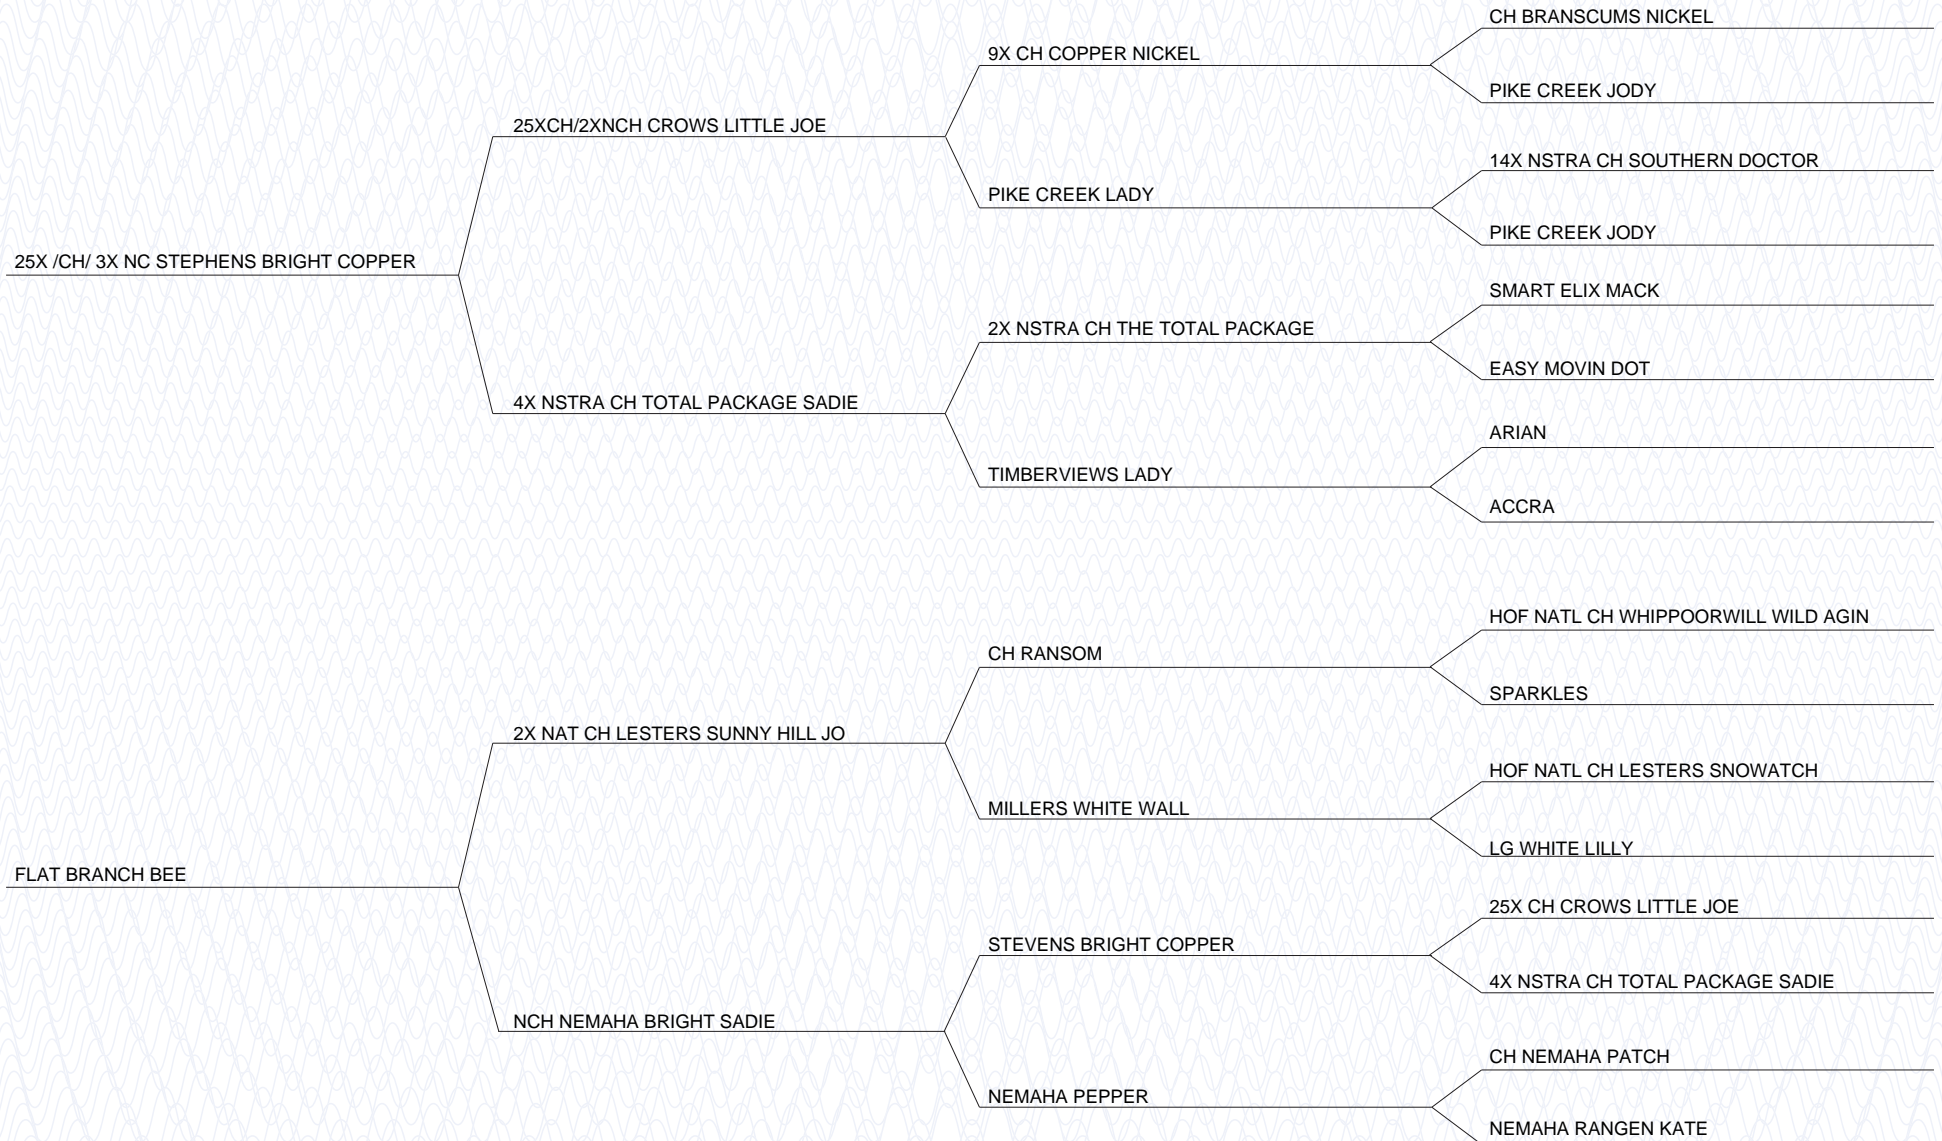 CH BRANSCUMS NICKEL
9X CH COPPER NICKEL
PIKE CREEK JODY
25XCH/2XNCH CROWS LITTLE JOE
14X NSTRA CH SOUTHERN DOCTOR
PIKE CREEK LADY
PIKE CREEK JODY
25X /CH/ 3X NC STEPHENS BRIGHT COPPER
SMART ELIX MACK
2X NSTRA CH THE TOTAL PACKAGE
EASY MOVIN DOT
4X NSTRA CH TOTAL PACKAGE SADIE
ARIAN
TIMBERVIEWS LADY
ACCRA
HOF NATL CH WHIPPOORWILL WILD AGIN
CH RANSOM
SPARKLES
2X NAT CH LESTERS SUNNY HILL JO
HOF NATL CH LESTERS SNOWATCH
MILLERS WHITE WALL
LG WHITE LILLY
FLAT BRANCH BEE
25X CH CROWS LITTLE JOE
STEVENS BRIGHT COPPER
4X NSTRA CH TOTAL PACKAGE SADIE
NCH NEMAHA BRIGHT SADIE
CH NEMAHA PATCH
NEMAHA PEPPER
NEMAHA RANGEN KATE